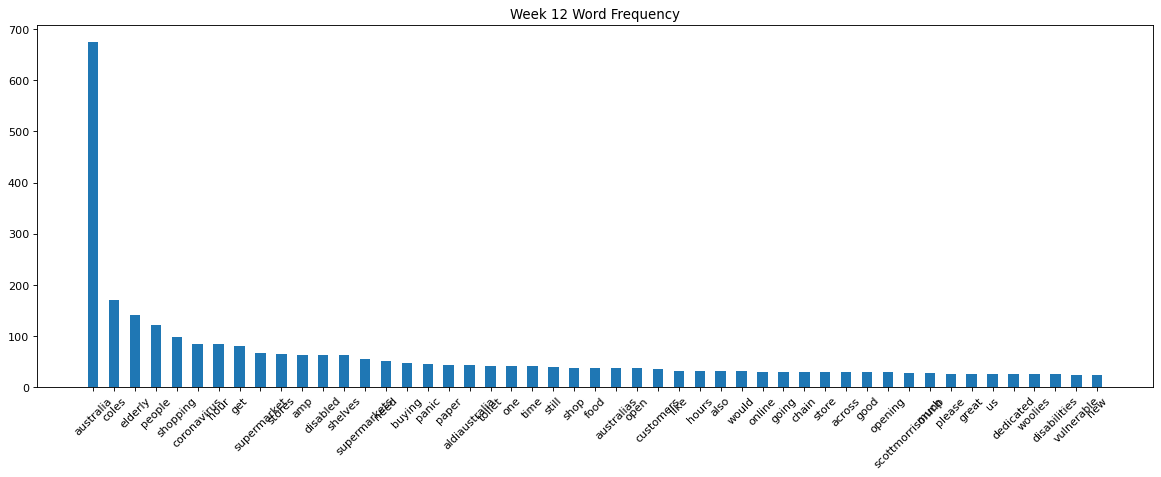 Week 12 Word Frequency
700
600
500
400
300
200
100
0
australia
coles
elderly
people
shopping
coronavirus
hour
get
supermarket
stores
amp
disabled
shelves
supermarkets
need
buying
panic
paper
aldiaustralia
toilet
one
time
still
shop
food
australias
open
customers
like
hours
also
would
online
going
chain
store
across
good
opening
scottmorrisonmp
much
please
great
us
dedicated
woolies
disabilities
vulnerable
new